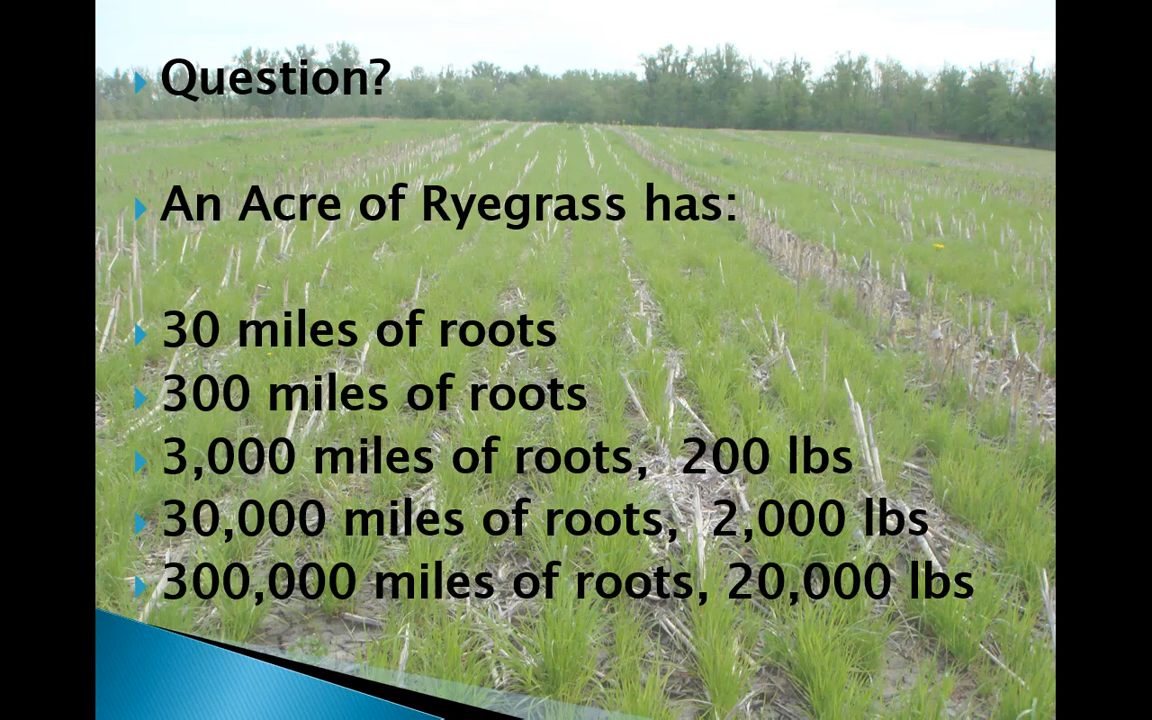 Question?
An Acre of Ryegrass has:
30 miles of roots
300 miles of roots
3,000 miles of roots, 200 lbs
30,000 miles of roots, 2,000 lbs
300,000 miles of roots, 20,000 lbs